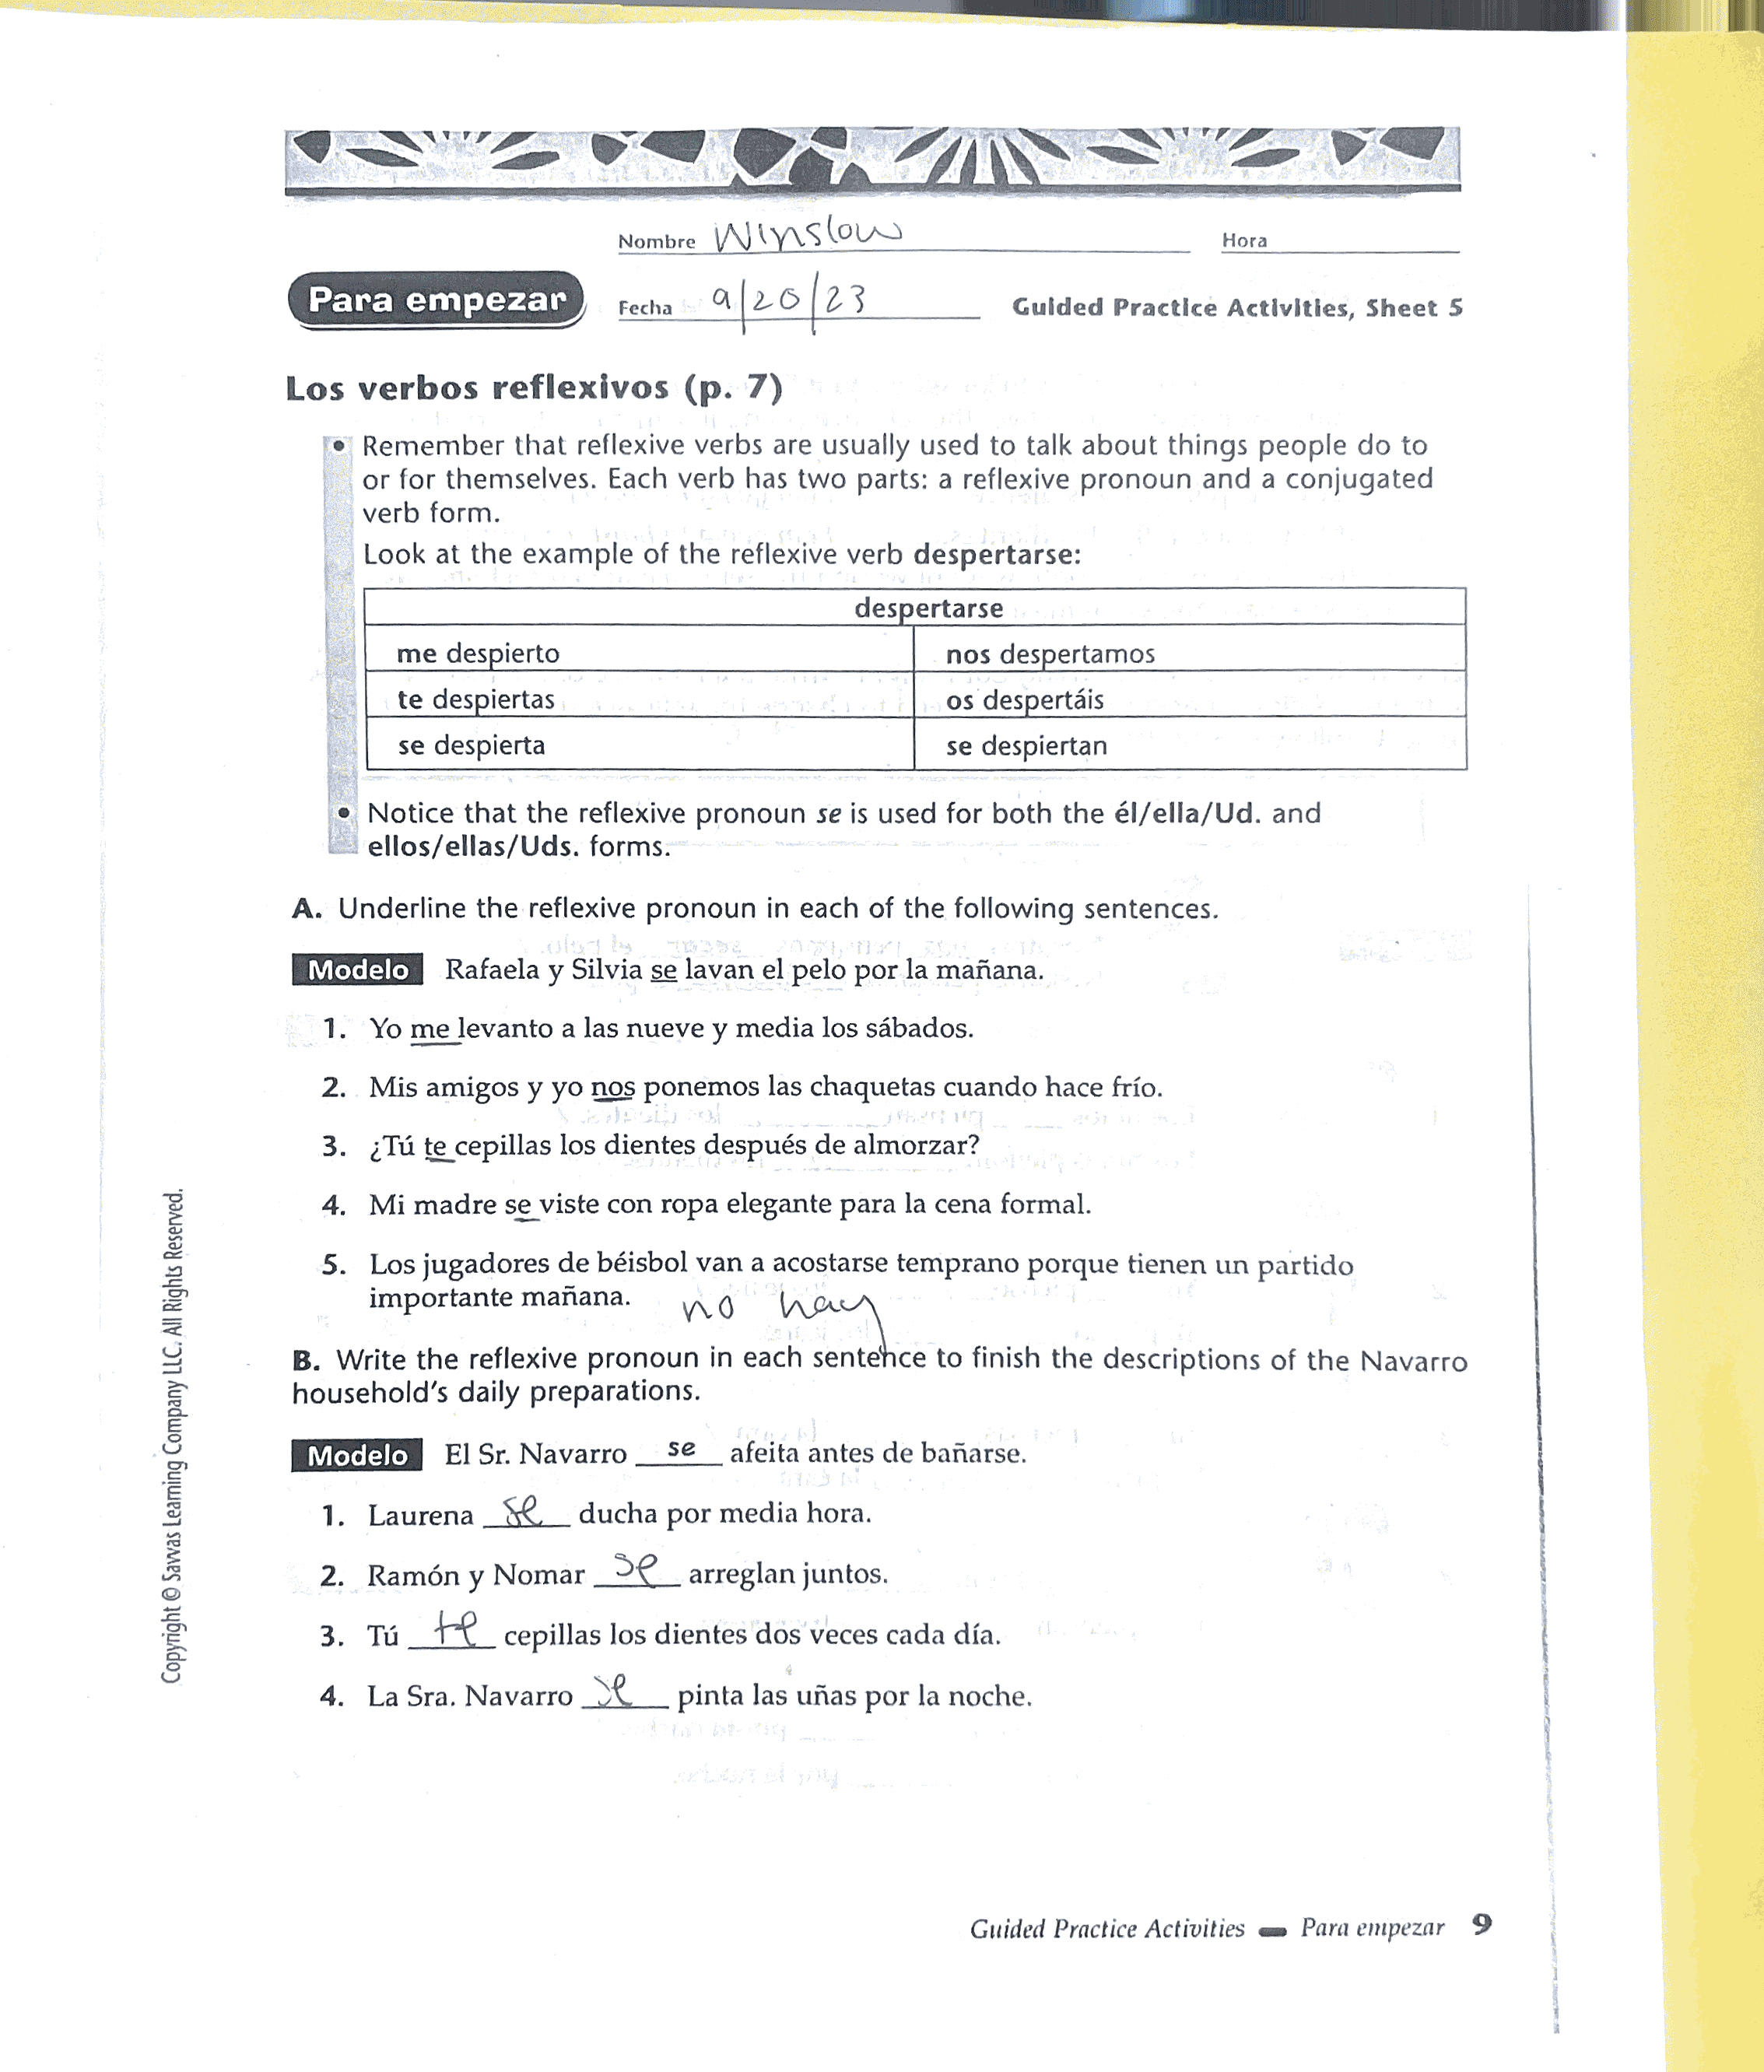 Nombre Winslow Hora
Para empezar Fecha 9/20/23 Guided Practice Activities, Sheet 5
Los verbos reflexivos (p. 7)
• Remember that reflexive verbs are usually used to talk about things people do to
or for themselves. Each verb has two parts: a reflexive pronoun and a conjugated
verb form.
Look at the example of the reflexive verb despertarse:
despertarse
me despierto nos despertamos
te despiertas os despertáis
se despierta se despiertan
• Notice that the reflexive pronoun se is used for both the él/ella/Ud. and
ellos/ellas/Uds. forms.
A. Underline the reflexive pronoun in each of the following sentences.
Modelo Rafaela y Silvia se lavan el pelo por la mañana.
1. Yo me levanto a las nueve y media los sábados.
2. Mis amigos y yo nos ponemos las chaquetas cuando hace frío.
3. ¿Tú te cepillas los dientes después de almorzar?
4. Mi madre se viste con ropa elegante para la cena formal.
5. Los jugadores de béisbol van a acostarse temprano porque tienen un partido
importante mañana. no hay
B. Write the reflexive pronoun in each sentence to finish the descriptions of the Navarro
household's daily preparations.
Modelo El Sr. Navarro se afeita antes de bañarse.
1. Laurena se ducha por media hora.
2. Ramón y Nomar se arreglan juntos.
3. Tú te cepillas los dientes dos veces cada día.
4. La Sra. Navarro se pinta las uñas por la noche.
Copyright © Savvas Learning Company LLC. All Rights Reserved.
Guided Practice Activities — Para empezar 9